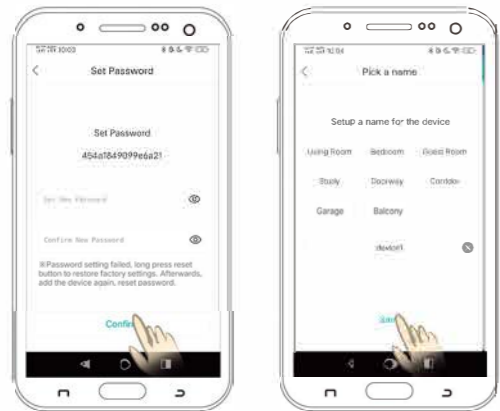 Set Password
Set Password
454a1849099e6a21
Set New Password
Confirm New Password
※Password setting failed, long press reset
button to restore factory settings. Afterwards,
add the device again, reset password.
Confirm
Pick a name
Setup a name for the device
Living Room Bedroom Guest Room
Study Doorway Corridor
Garage Balcony
device1